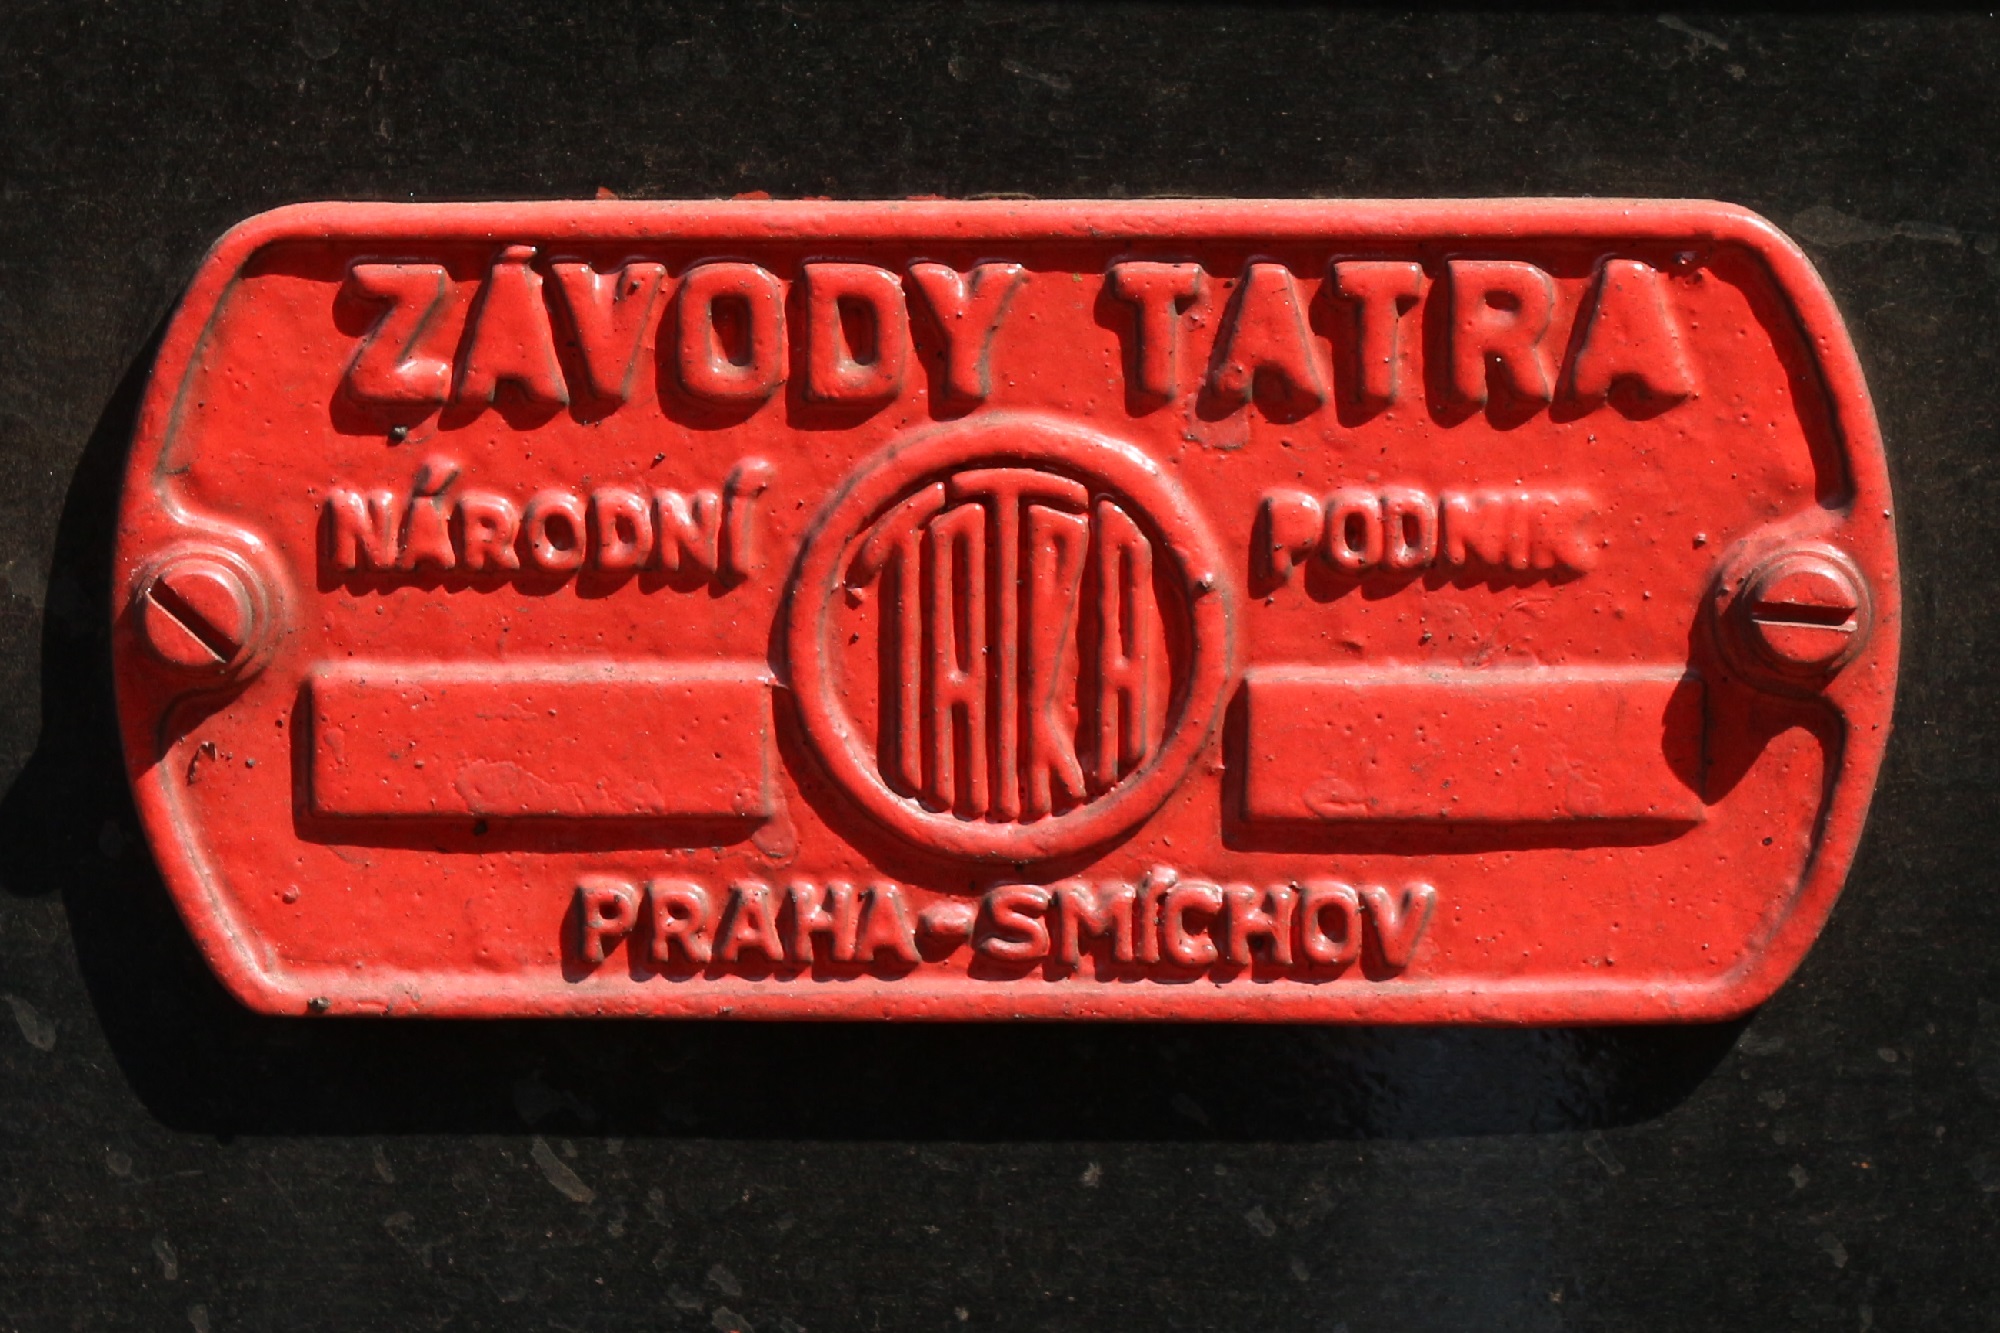 ZÁVODY TATRA
NÁRODNÍ TATRA PODNIK
PRAHA-SMÍCHOV